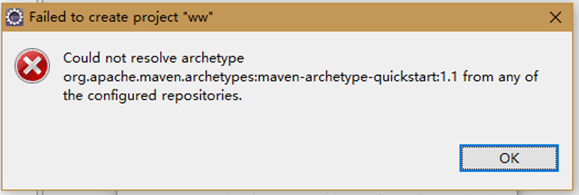 Failed to create project "ww"
Could not resolve archetype
org.apache.maven.archetypes:maven-archetype-quickstart:1.1 from any of
the configured repositories.
OK